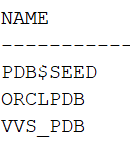 NAME
-----------
PDB$SEED
ORCLPDB
VVS_PDB